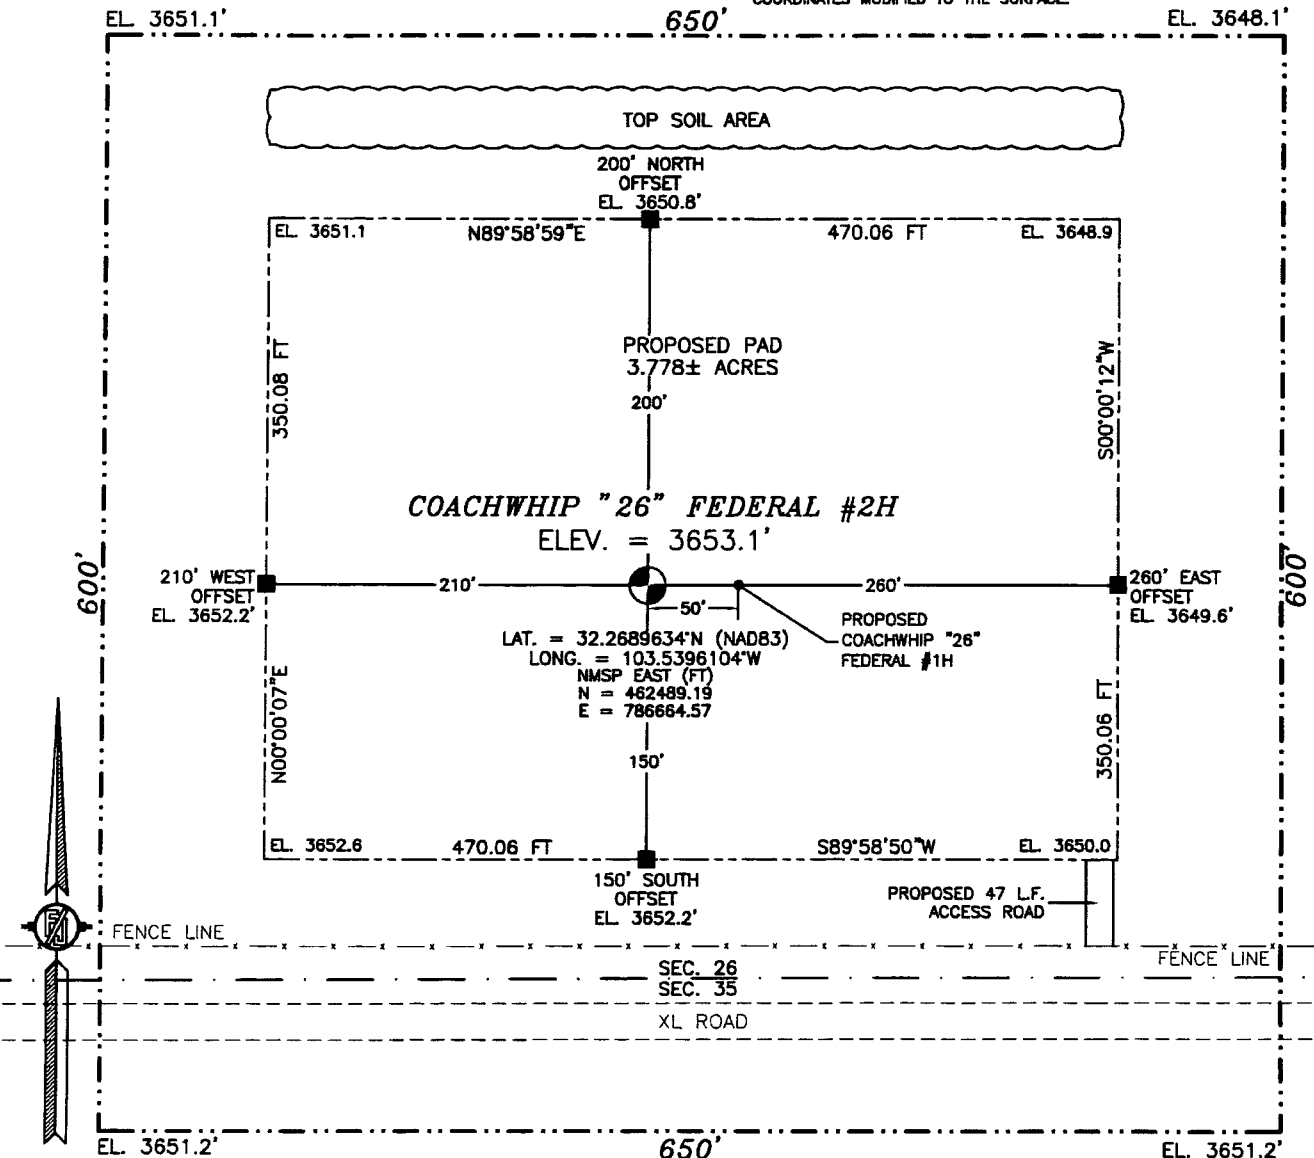 COORDINATES MODIFIED TO THE SURFACE.
EL. 3651.1'
650'
EL. 3648.1'
TOP SOIL AREA
200' NORTH
OFFSET
EL. 3650.8'
EL. 3651.1
N89°58'59"E
470.06 FT
EL. 3648.9
350.08 FT
PROPOSED PAD
3.778± ACRES
S00°00'12"W
200'
COACHWHIP "26" FEDERAL #2H
ELEV. = 3653.1'
600'
600'
210' WEST
OFFSET
EL. 3652.2'
210'
260'
260' EAST
OFFSET
EL. 3649.6'
50'
PROPOSED
COACHWHIP "26"
FEDERAL #1H
LAT. = 32.2689634°N (NAD83)
LONG. = 103.5396104°W
NMSP EAST (FT)
N = 462489.19
E = 786664.57
N00°00'07"E
350.06 FT
150'
EL. 3652.6
470.06 FT
S89°58'50"W
EL. 3650.0
150' SOUTH
OFFSET
EL. 3652.2'
PROPOSED 47 L.F.
ACCESS ROAD
FENCE LINE
FENCE LINE
SEC. 26
SEC. 35
XL ROAD
EL. 3651.2'
650'
EL. 3651.2'